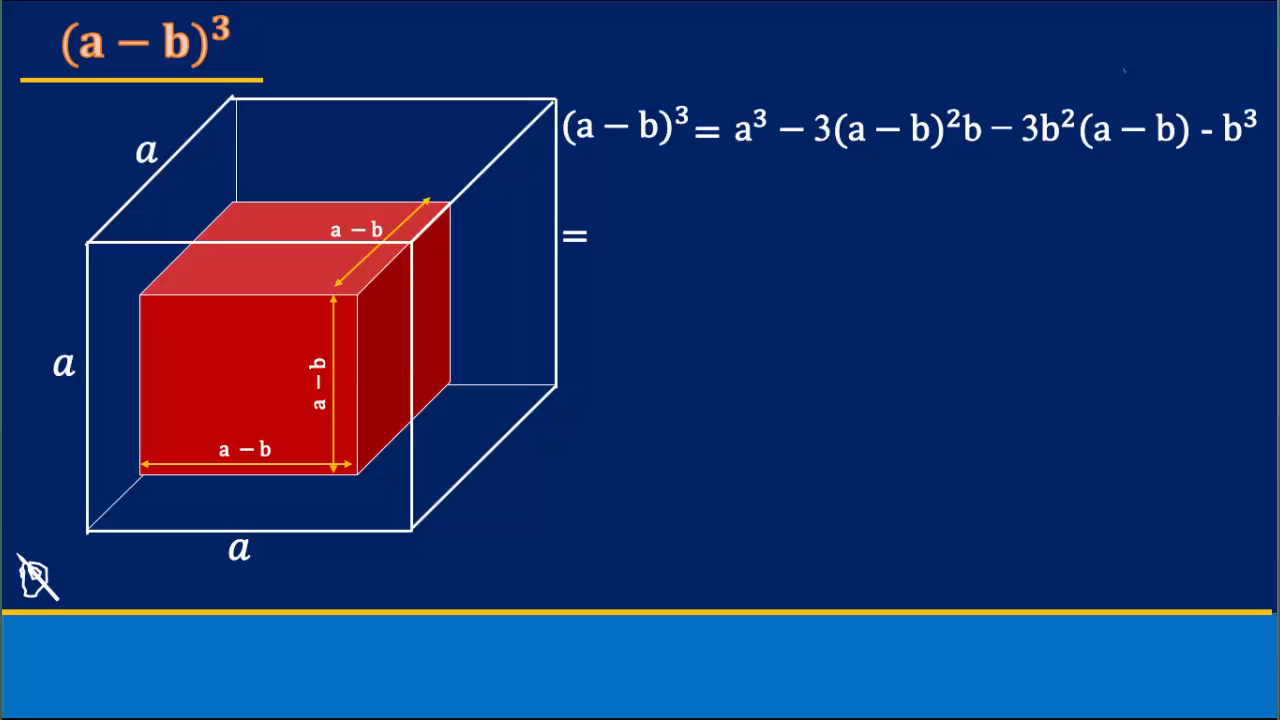 (a − b)³
(a − b)³ = a³ − 3(a − b)²b − 3b²(a − b) - b³
=
a
a − b
a
a − b
a − b
a